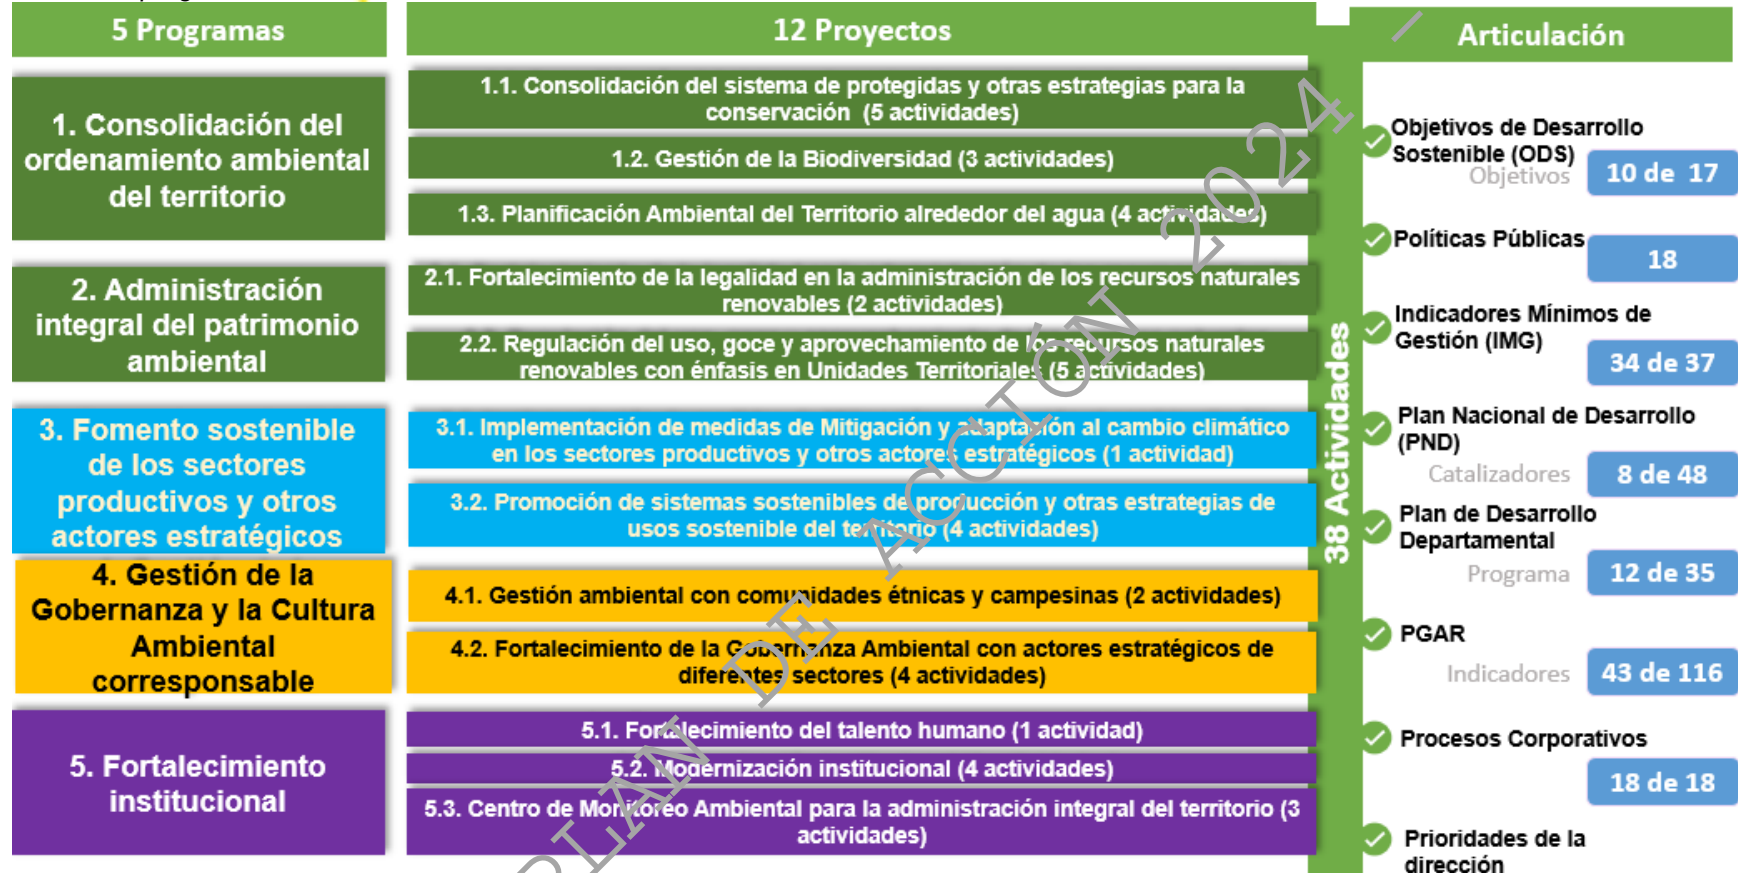 5 Programas
12 Proyectos
Articulación
1. Consolidación del
ordenamiento ambiental
del territorio
1.1. Consolidación del sistema de protegidas y otras estrategias para la
conservación (5 actividades)
1.2. Gestión de la Biodiversidad (3 actividades)
1.3. Planificación Ambiental del Territorio alrededor del agua (4 actividades)
2. Administración
integral del patrimonio
ambiental
2.1. Fortalecimiento de la legalidad en la administración de los recursos naturales
renovables (2 actividades)
2.2. Regulación del uso, goce y aprovechamiento de los recursos naturales
renovables con énfasis en Unidades Territoriales (5 actividades)
3. Fomento sostenible
de los sectores
productivos y otros
actores estratégicos
3.1. Implementación de medidas de Mitigación y adaptación al cambio climático
en los sectores productivos y otros actores estratégicos (1 actividad)
3.2. Promoción de sistemas sostenibles de producción y otras estrategias de
usos sostenible del territorio (4 actividades)
4. Gestión de la
Gobernanza y la Cultura
Ambiental
corresponsable
4.1. Gestión ambiental con comunidades étnicas y campesinas (2 actividades)
4.2. Fortalecimiento de la Gobernanza Ambiental con actores estratégicos de
diferentes sectores (4 actividades)
5. Fortalecimiento
institucional
5.1. Fortalecimiento del talento humano (1 actividad)
5.2. Modernización institucional (4 actividades)
5.3. Centro de Monitoreo Ambiental para la administración integral del territorio (3
actividades)
38 Actividades
Objetivos de Desarrollo
Sostenible (ODS)
Objetivos 10 de 17
Políticas Públicas
18
Indicadores Mínimos de
Gestión (IMG)
34 de 37
Plan Nacional de Desarrollo
(PND)
Catalizadores 8 de 48
Plan de Desarrollo
Departamental
Programa 12 de 35
PGAR
Indicadores 43 de 116
Procesos Corporativos
18 de 18
Prioridades de la
dirección
PLAN DE ACCIÓN 2024 /